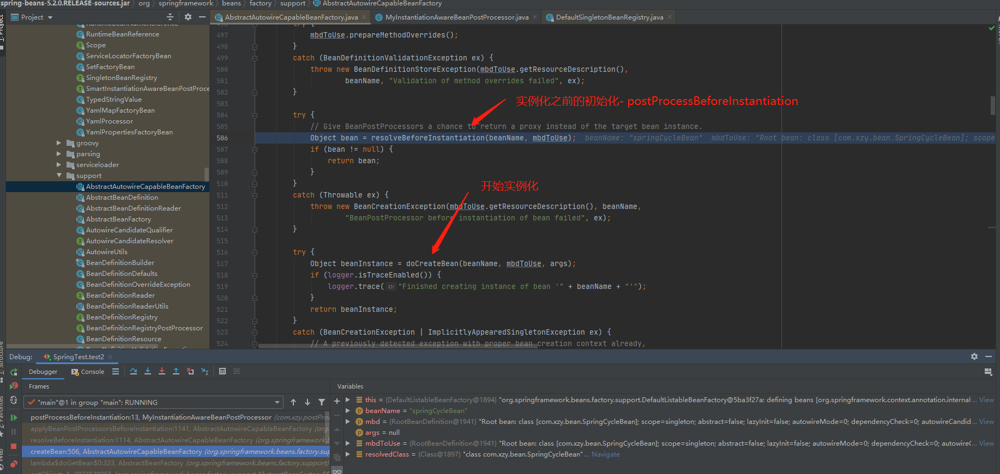 spring-beans-5.2.0.RELEASE-sources.jar › org › springframework › beans › factory › support › AbstractAutowireCapableBeanFactory
Project
AbstractAutowireCapableBeanFactory.java
MyInstantiationAwareBeanPostProcessor.java
DefaultSingletonBeanRegistry.java
1: Project
RuntimeBeanNameReference
RuntimeBeanReference
Scope
ServiceLocatorFactoryBean
SetFactoryBean
SingletonBeanRegistry
SmartInstantiationAwareBeanPostProce
TypedStringValue
YamlMapFactoryBean
YamlProcessor
YamlPropertiesFactoryBean
groovy
parsing
serviceloader
support
AbstractAutowireCapableBeanFactory
AbstractBeanDefinition
AbstractBeanDefinitionReader
AbstractBeanFactory
AutowireCandidateQualifier
AutowireCandidateResolver
AutowireUtils
BeanDefinitionBuilder
BeanDefinitionDefaults
BeanDefinitionOverrideException
BeanDefinitionReader
BeanDefinitionReaderUtils
BeanDefinitionRegistry
BeanDefinitionRegistryPostProcessor
BeanDefinitionResource
496 try {
497 mbdToUse.prepareMethodOverrides();
498 }
499 catch (BeanDefinitionValidationException ex) {
500 throw new BeanDefinitionStoreException(mbdToUse.getResourceDescription(),
501 beanName, "Validation of method overrides failed", ex);
502 }
503
实例化之前的初始化- postProcessBeforeInstantiation
504 try {
505 // Give BeanPostProcessors a chance to return a proxy instead of the target bean instance.
506 Object bean = resolveBeforeInstantiation(beanName, mbdToUse); beanName: "springCycleBean" mbdToUse: "Root bean: class [com.xzy.bean.SpringCycleBean]; scope
507 if (bean != null) {
508 return bean;
509 }
510 }
开始实例化
511 catch (Throwable ex) {
512 throw new BeanCreationException(mbdToUse.getResourceDescription(), beanName,
513 "BeanPostProcessor before instantiation of bean failed", ex);
514 }
515
516 try {
517 Object beanInstance = doCreateBean(beanName, mbdToUse, args);
518 if (logger.isTraceEnabled()) {
519 logger.trace( o: "Finished creating instance of bean '" + beanName + "'");
520 }
521 return beanInstance;
522 }
523 catch (BeanCreationException | ImplicitlyAppearedSingletonException ex) {
524 // A previously detected exception with proper bean creation context already,
Debug: SpringTest.test2
Debugger Console
Frames
"main"@1 in group "main": RUNNING
postProcessBeforeInstantiation:13, MyInstantiationAwareBeanPostProcessor (com.xzy.postPro
applyBeanPostProcessorsBeforeInstantiation:1141, AbstractAutowireCapableBeanFactory (org.
resolveBeforeInstantiation:1114, AbstractAutowireCapableBeanFactory (org.springframework.b
createBean:506, AbstractAutowireCapableBeanFactory (org.springframework.beans.factory.sup
lambda$doGetBean$0:323, AbstractBeanFactory (org.springframework.beans.factory.support)
Variables
this = {DefaultListableBeanFactory@1894} "org.springframework.beans.factory.support.DefaultListableBeanFactory@5ba3f27a: defining beans [org.springframework.context.annotation.internal... View
beanName = "springCycleBean"
mbd = {RootBeanDefinition@1941} "Root bean: class [com.xzy.bean.SpringCycleBean]; scope=singleton; abstract=false; lazyInit=false; autowireMode=0; dependencyCheck=0; autowireCandid... View
args = null
mbdToUse = {RootBeanDefinition@1941} "Root bean: class [com.xzy.bean.SpringCycleBean]; scope=singleton; abstract=false; lazyInit=false; autowireMode=0; dependencyCheck=0; autowireC... View
resolvedClass = {Class@1897} "class com.xzy.bean.SpringCycleBean"... Navigate
Z: Structure
2: Favorites
Web